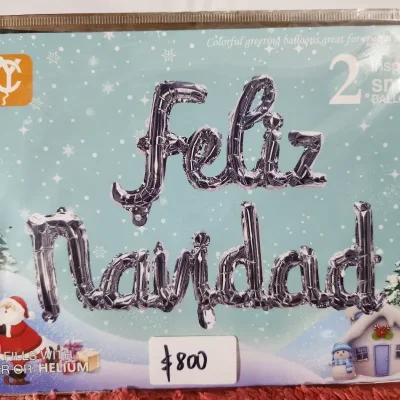 Colorful greeting balloons, great for
2
Feliz
Navidad
FILLS WITH
OR HELIUM
$800